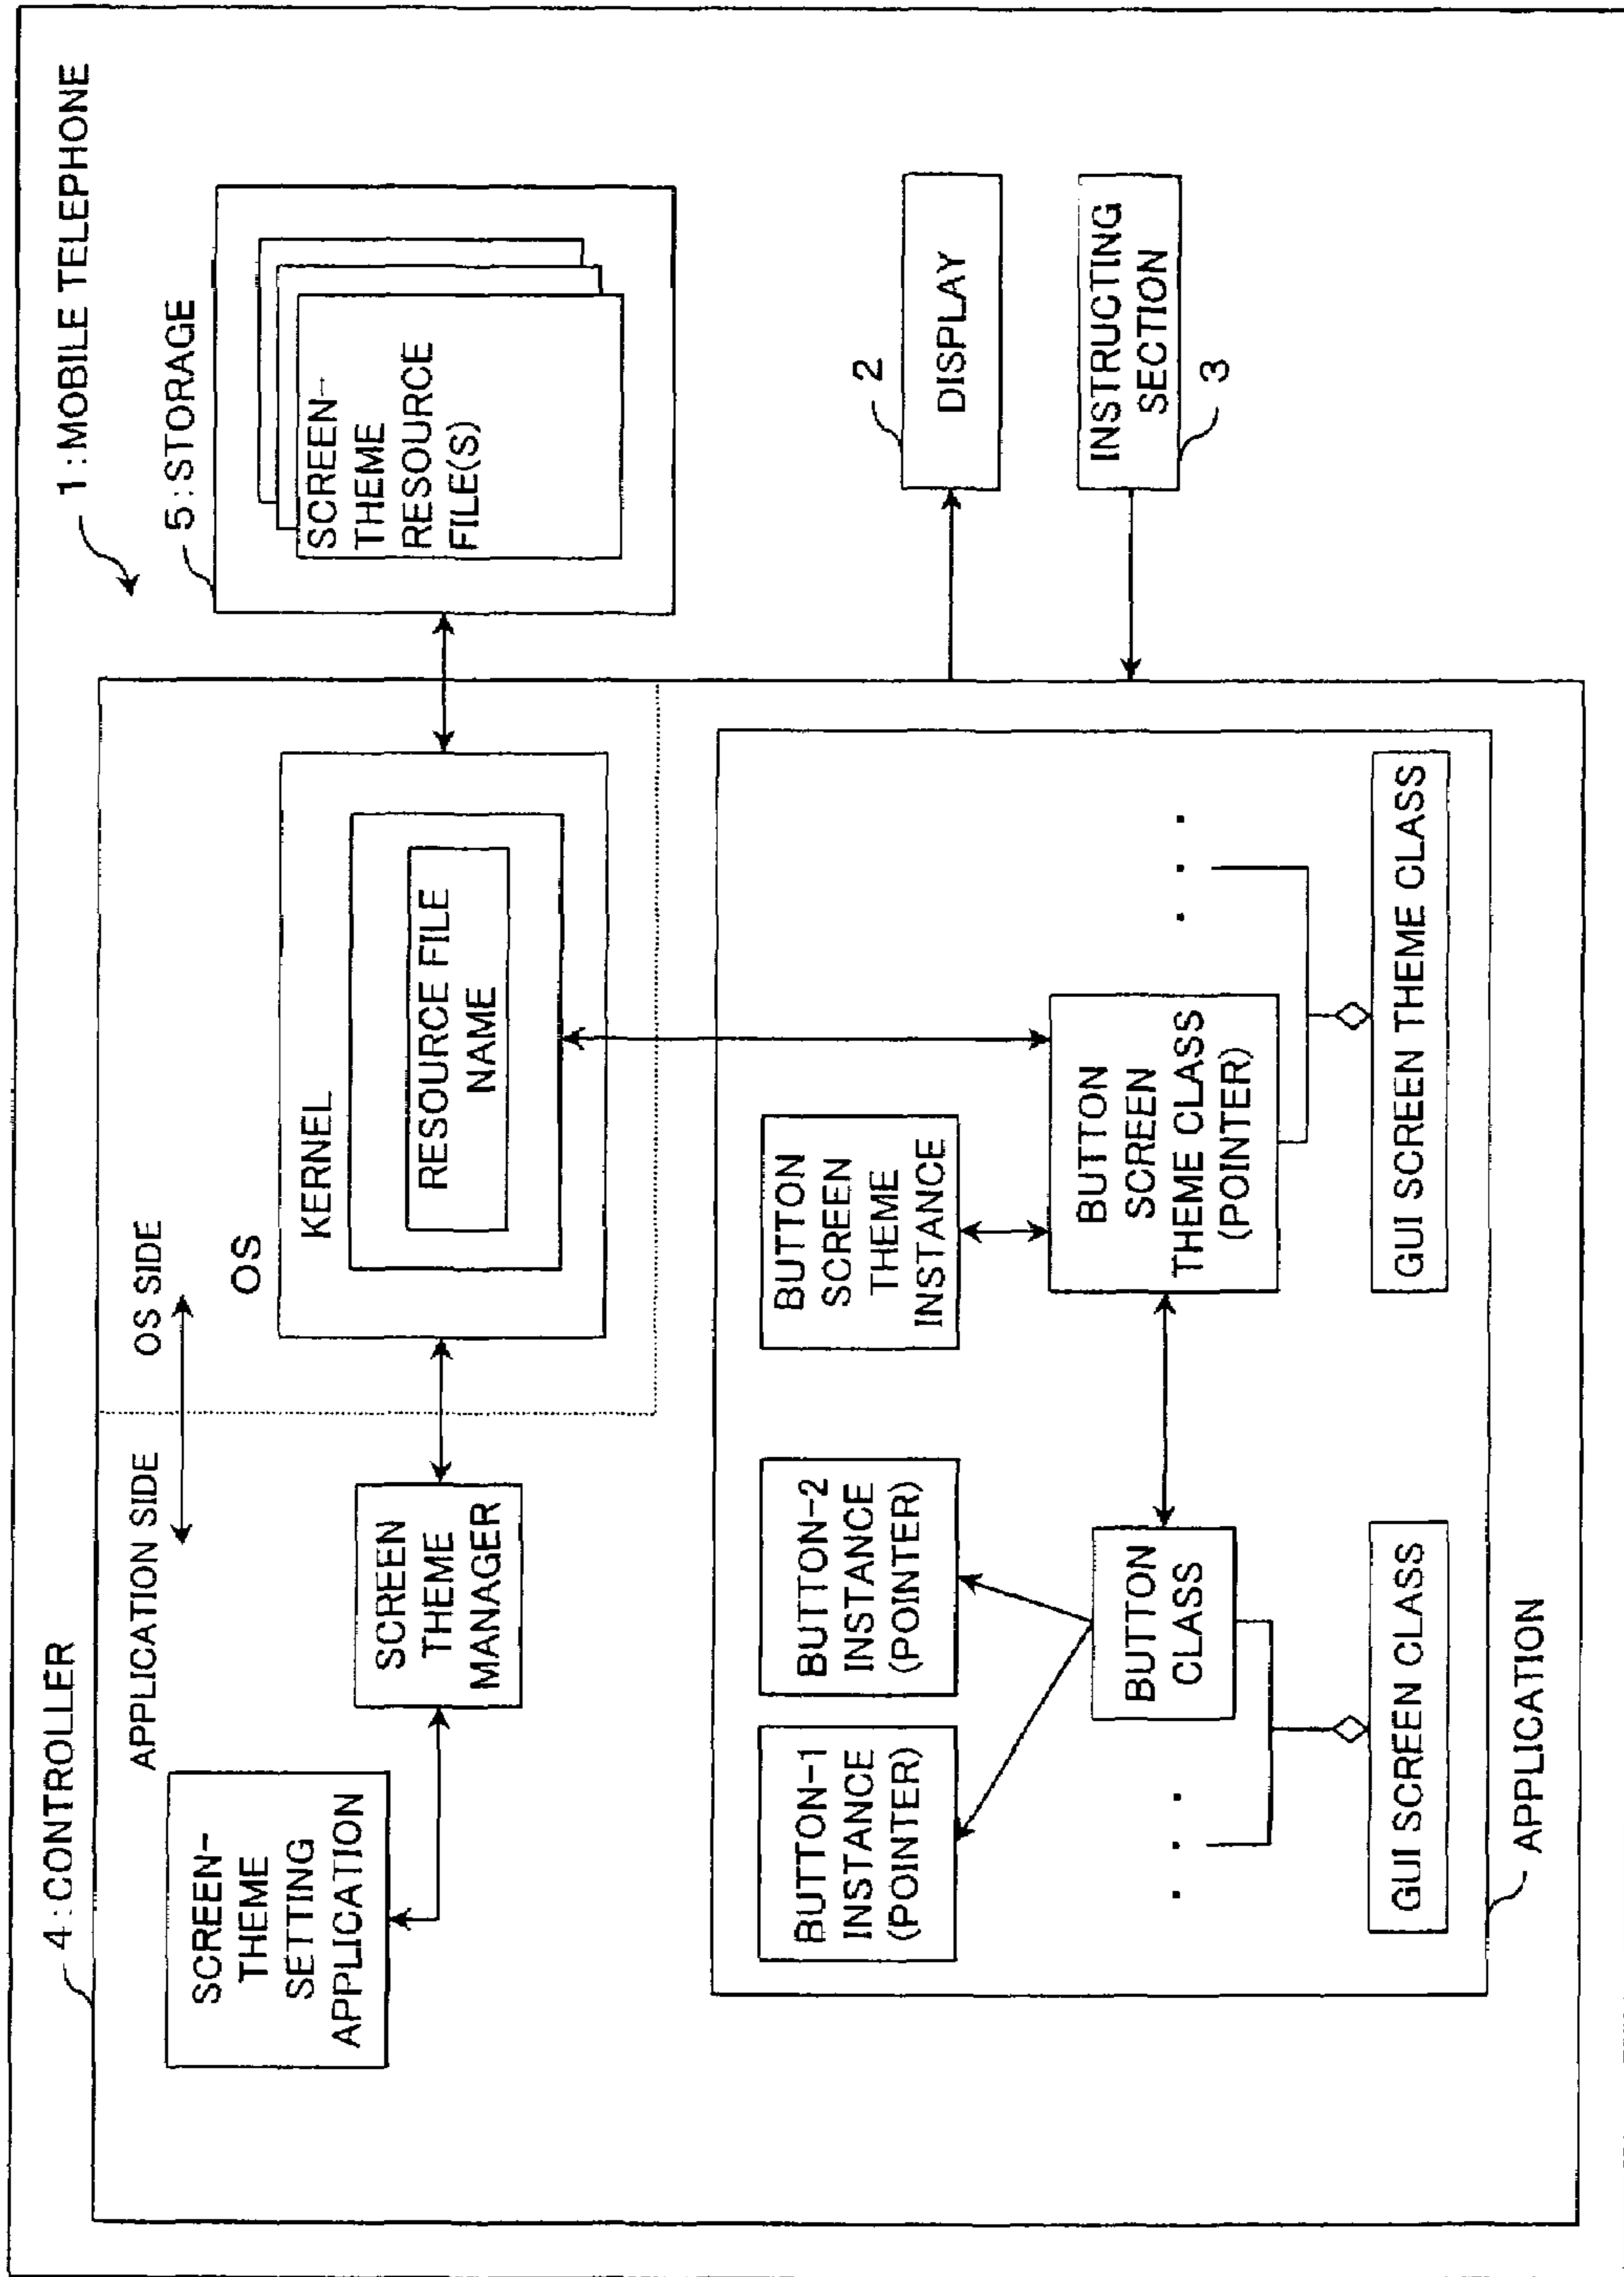 1:MOBILE TELEPHONE
4:CONTROLLER
5:STORAGE
APPLICATION SIDE
OS SIDE
SCREEN-
THEME
SETTING
APPLICATION
SCREEN
THEME
MANAGER
OS
KERNEL
RESOURCE FILE
NAME
SCREEN-
THEME
RESOURCE
FILE(S)
BUTTON-1
INSTANCE
(POINTER)
BUTTON-2
INSTANCE
(POINTER)
BUTTON
SCREEN
THEME
INSTANCE
BUTTON
CLASS
BUTTON
SCREEN
THEME CLASS
(POINTER)
. . .
. . .
GUI SCREEN CLASS
GUI SCREEN THEME CLASS
APPLICATION
2
DISPLAY
INSTRUCTING
SECTION
3